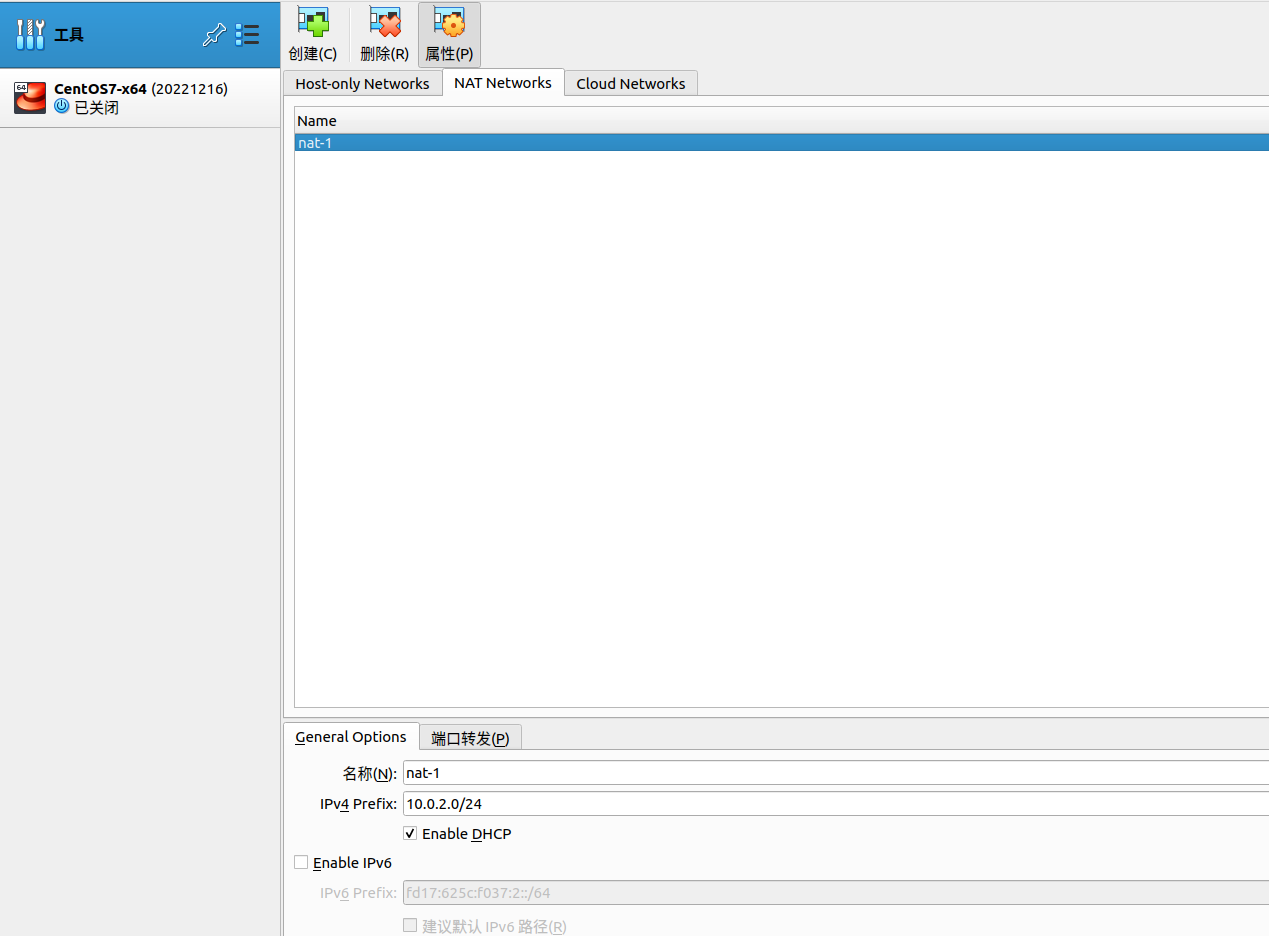 工具
创建(C) 删除(R) 属性(P)
64 CentOS7-x64 (20221216)
已关闭
Host-only Networks NAT Networks Cloud Networks
Name
nat-1
General Options 端口转发(P)
名称(N): nat-1
IPv4 Prefix: 10.0.2.0/24
Enable DHCP
Enable IPv6
IPv6 Prefix: fd17:625c:f037:2::/64
建议默认 IPv6 路径(R)